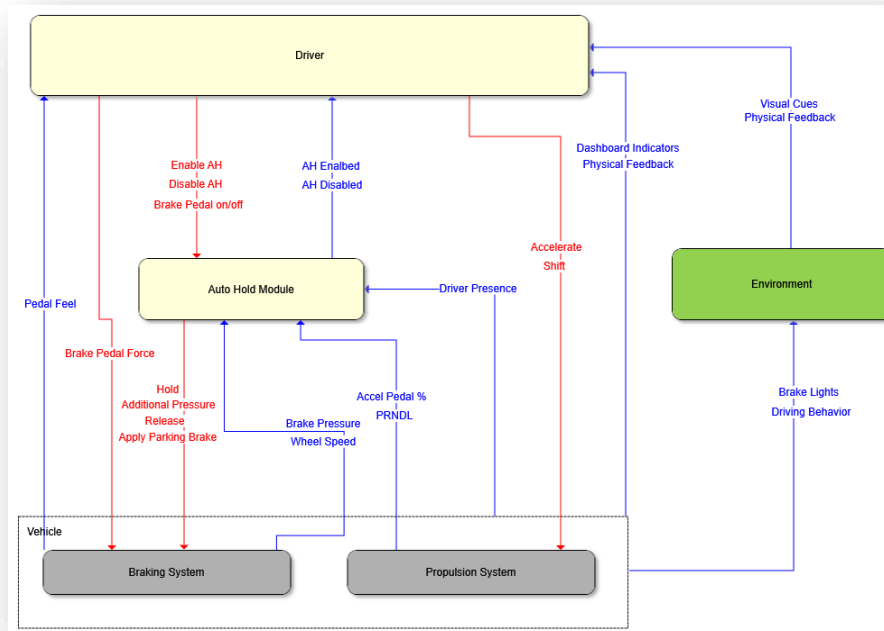 Driver
Visual Cues
Physical Feedback
Dashboard Indicators
Physical Feedback
Enable AH
Disable AH
Brake Pedal on/off
AH Enalbed
AH Disabled
Accelerate
Shift
Auto Hold Module
Driver Presence
Environment
Pedal Feel
Brake Pedal Force
Hold
Additional Pressure
Release
Apply Parking Brake
Brake Pressure
Wheel Speed
Accel Pedal %
PRNDL
Brake Lights
Driving Behavior
Vehicle
Braking System
Propulsion System